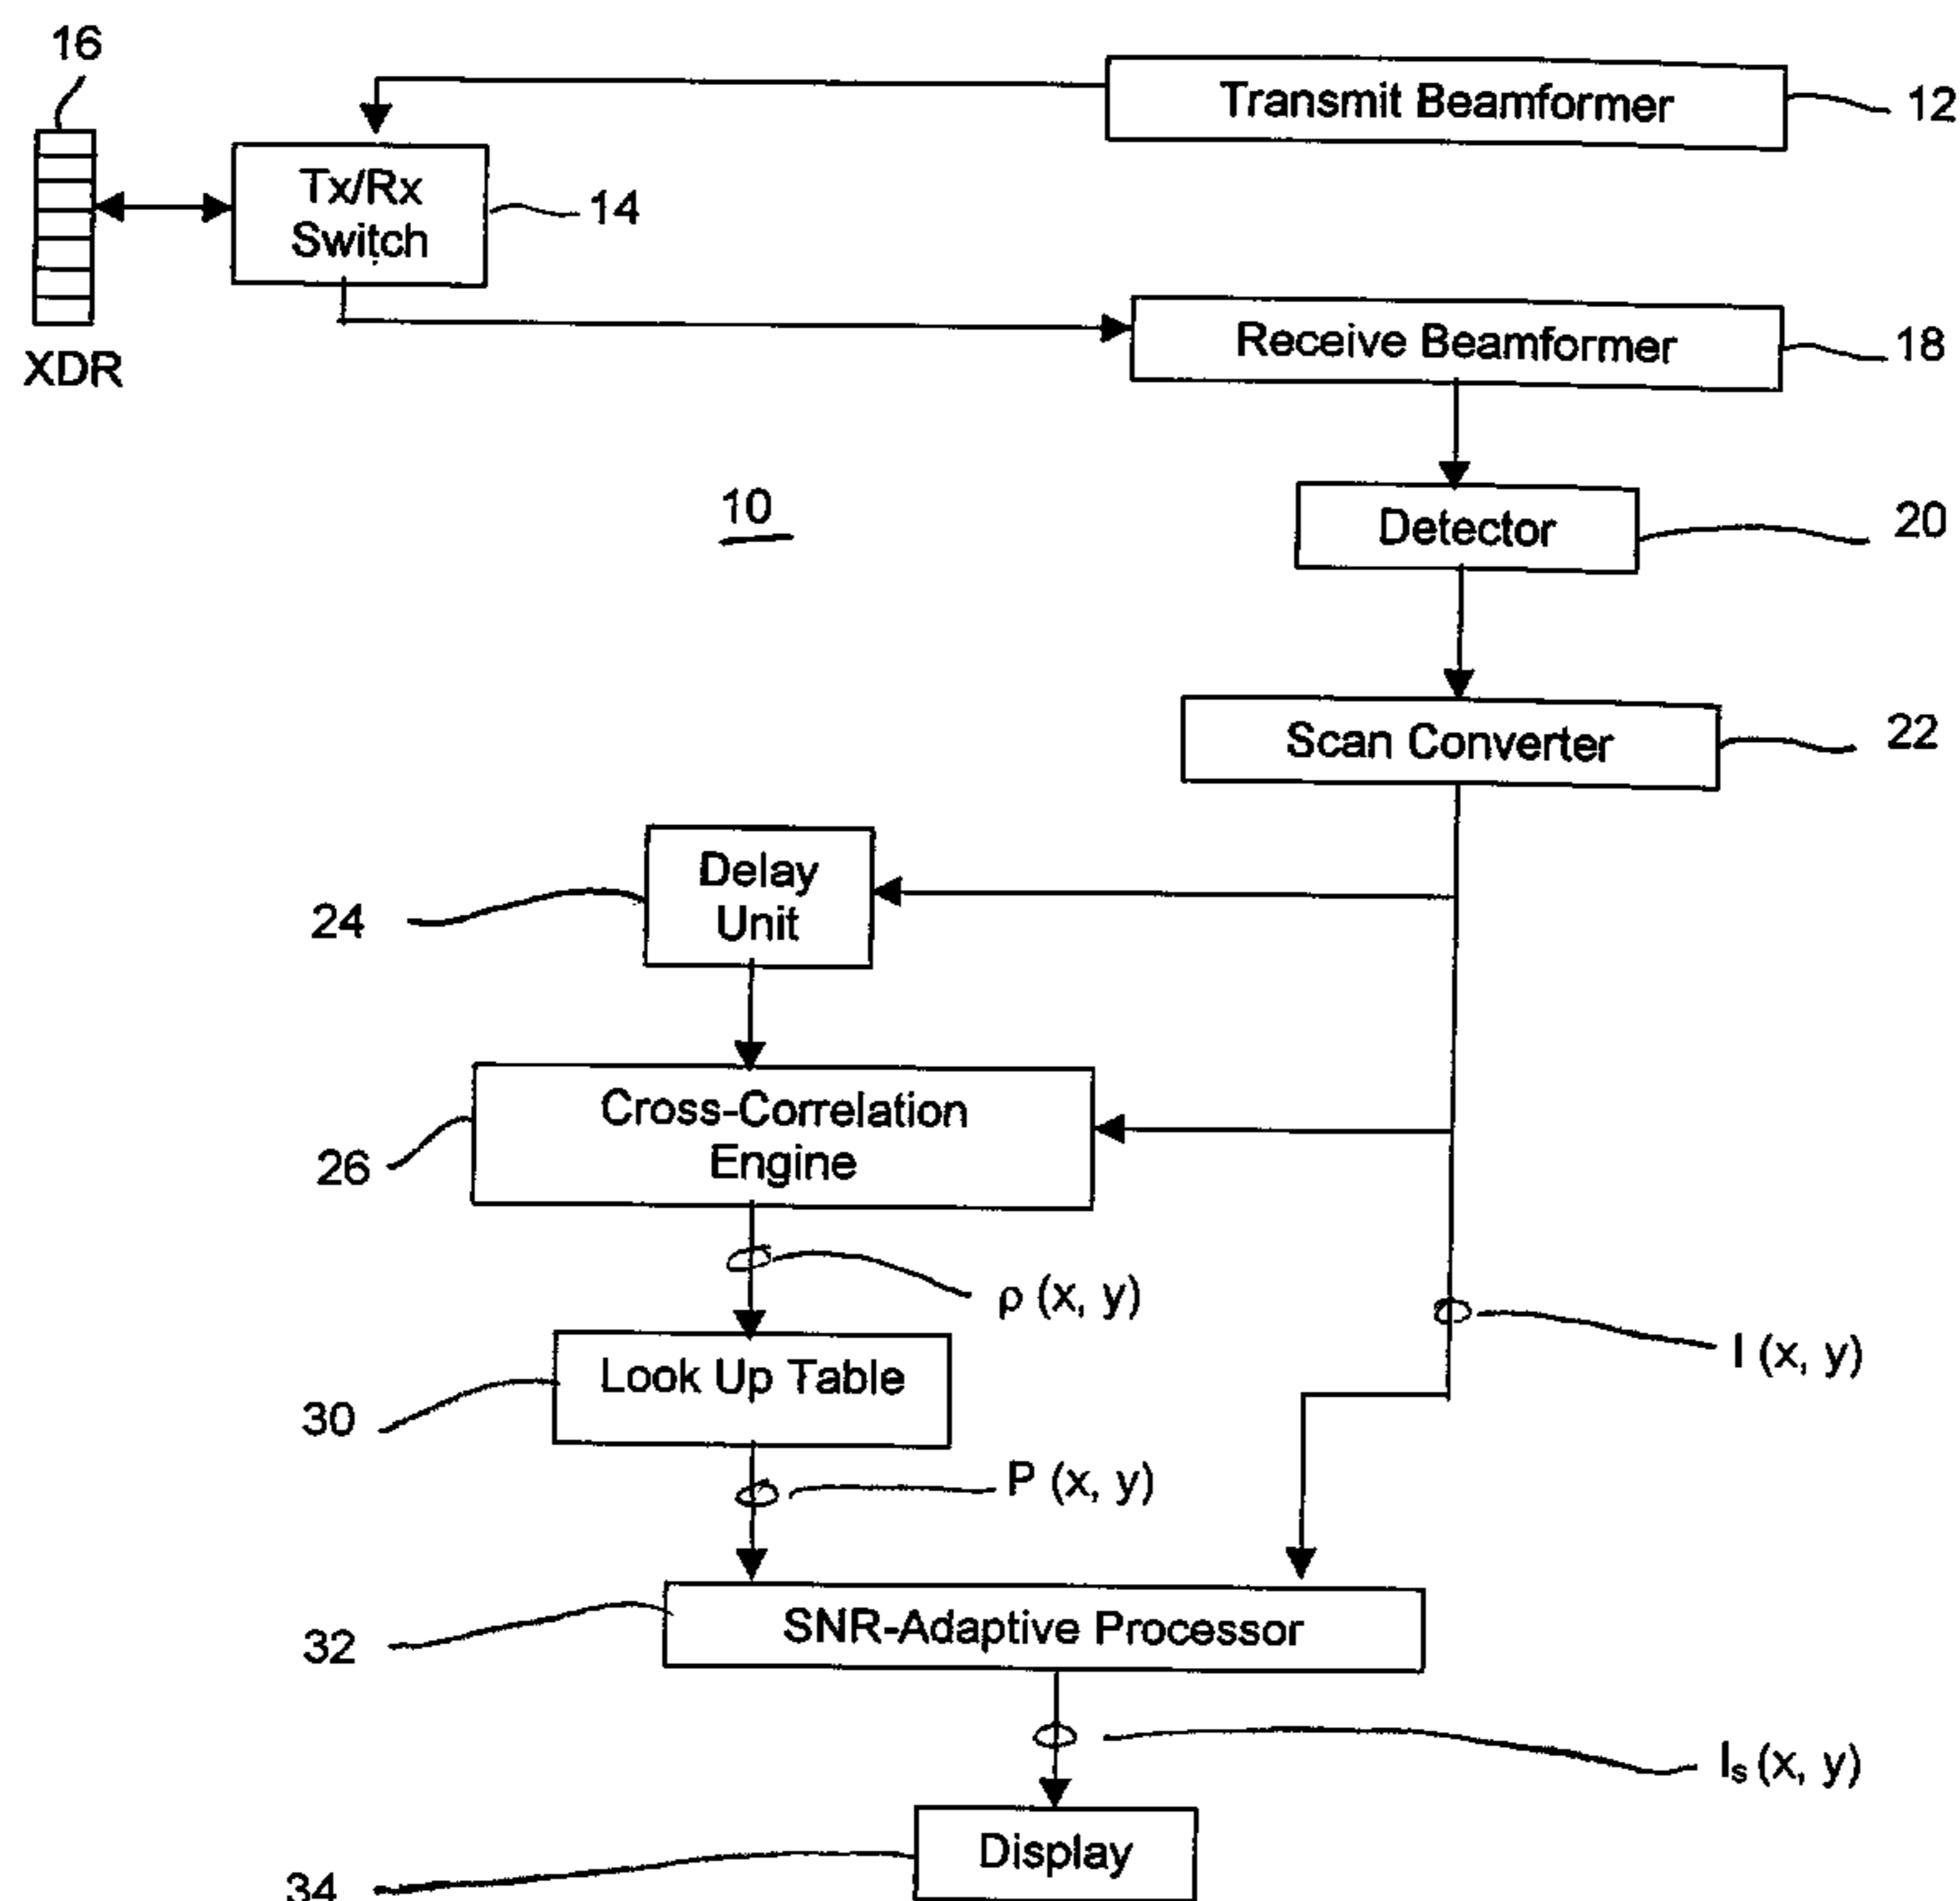 16
Transmit Beamformer
12
Tx/Rx
Switch
14
XDR
Receive Beamformer
18
10
Detector
20
Scan Converter
22
Delay
Unit
24
Cross-Correlation
Engine
26
ρ (x, y)
I (x, y)
Look Up Table
30
P (x, y)
SNR-Adaptive Processor
32
Is (x, y)
Display
34